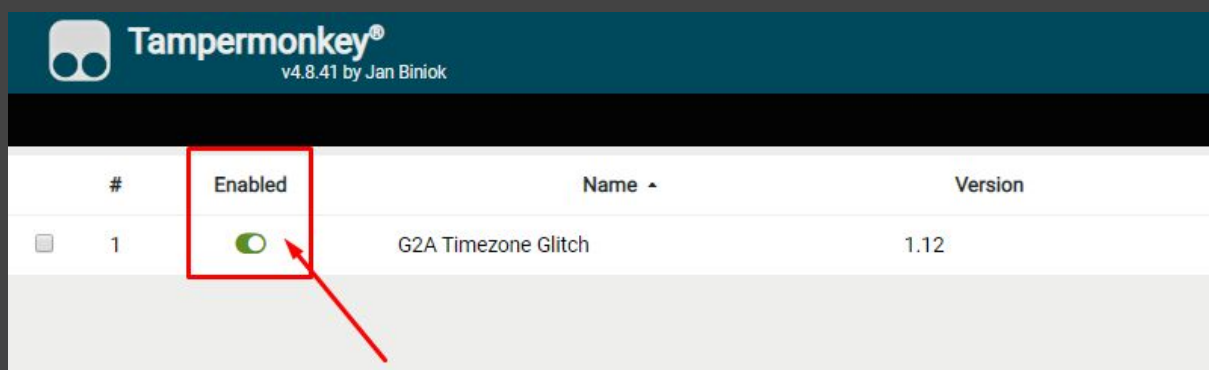 Tampermonkey®
v4.8.41 by Jan Biniok
# Enabled Name Version
1 G2A Timezone Glitch 1.12